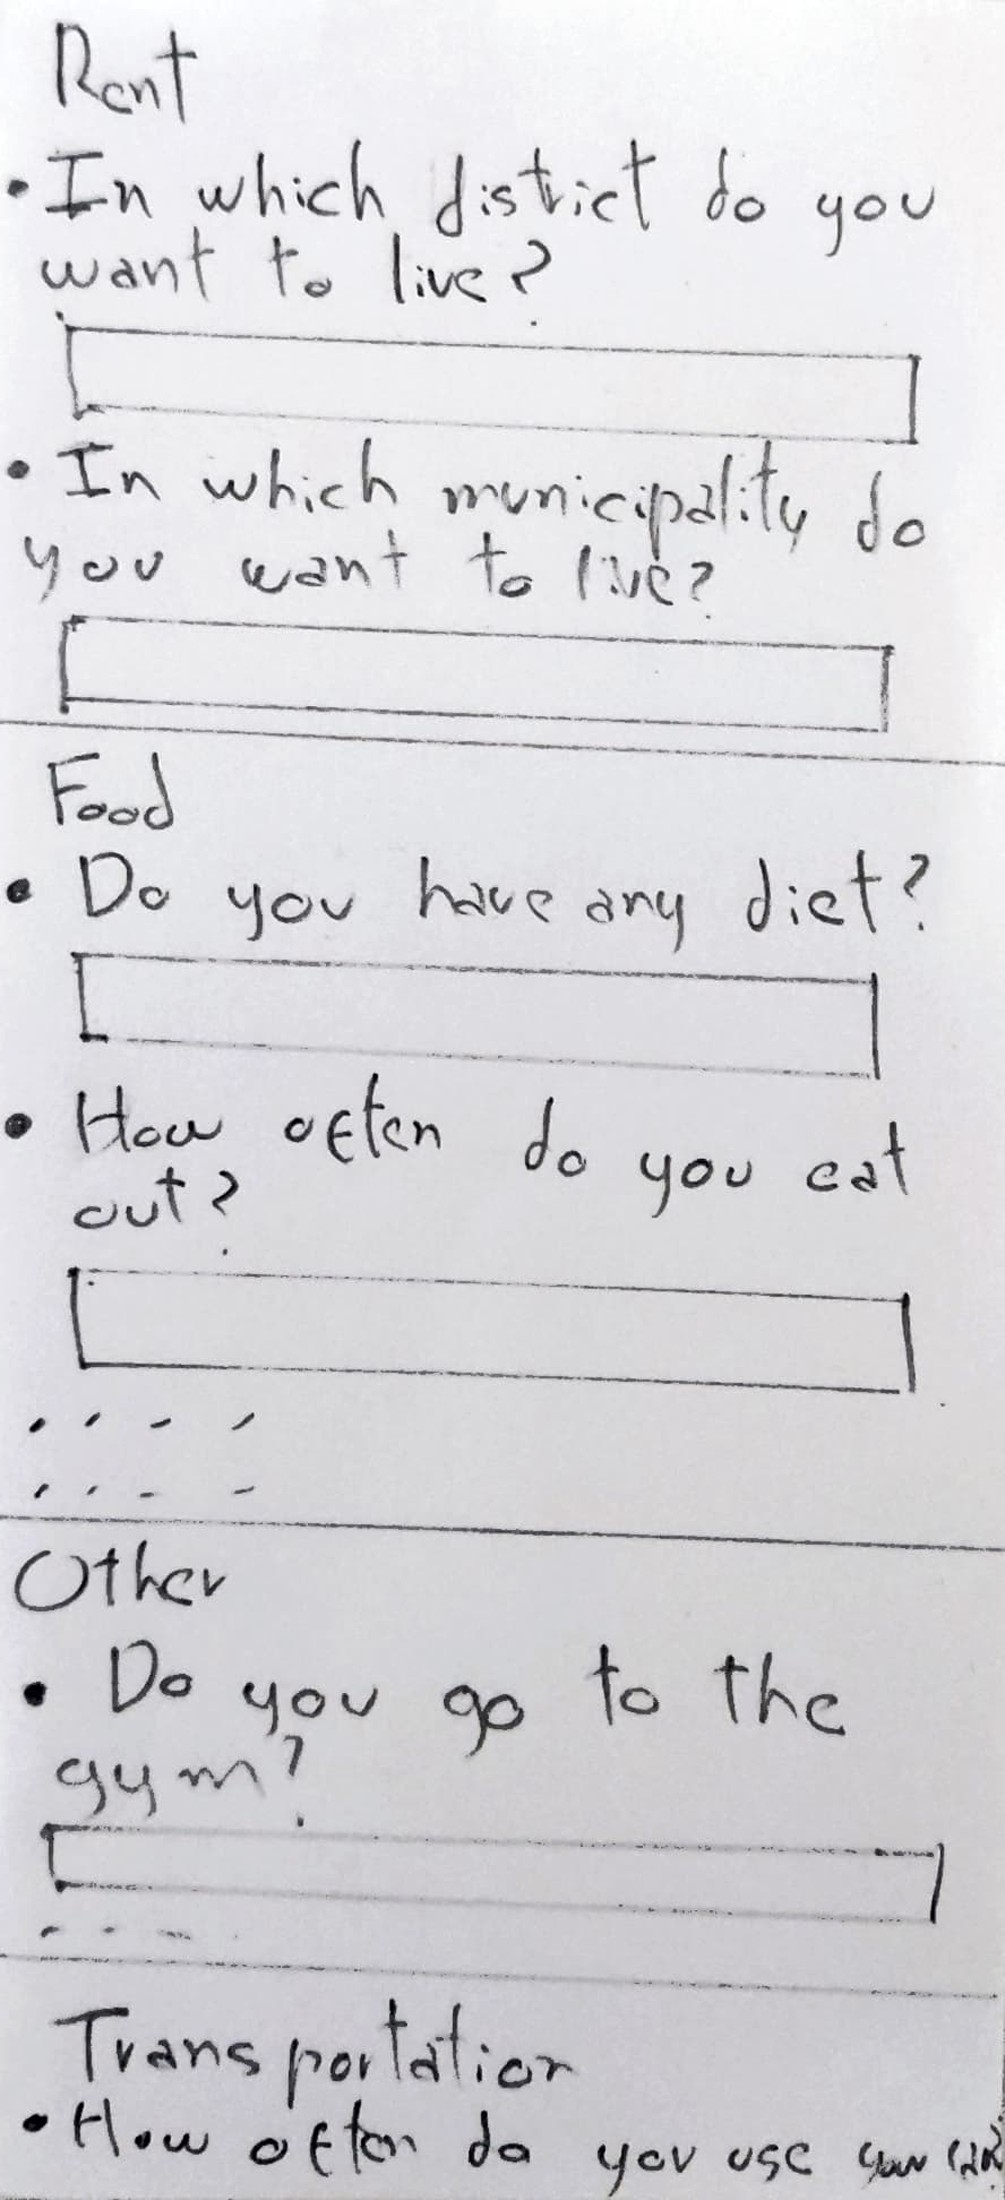 Rent
• In which district do you
want to live?
• In which municipality do
you want to live?
Food
• Do you have any diet?
• How often do you eat
out?
Other
• Do you go to the
gym?
Transportation
• How often do you use your car?